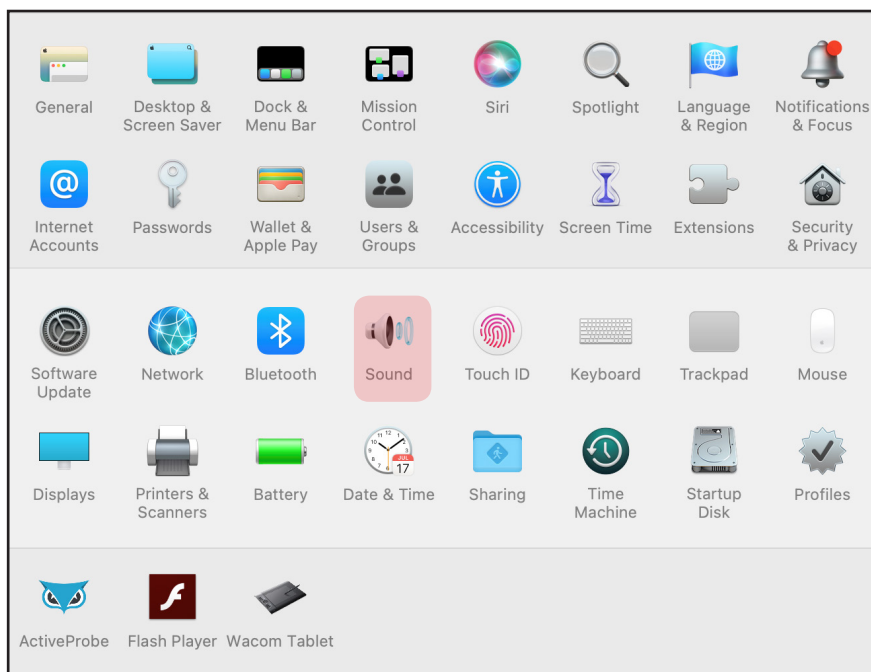 General
Desktop &
Screen Saver
Dock &
Menu Bar
Mission
Control
Siri
Spotlight
Language
& Region
Notifications
& Focus
@
Internet
Accounts
Passwords
Wallet &
Apple Pay
Users &
Groups
Accessibility
Screen Time
Extensions
Security
& Privacy
Software
Update
Network
Bluetooth
Sound
Touch ID
Keyboard
Trackpad
Mouse
Displays
Printers &
Scanners
Battery
JUL
17
Date & Time
Sharing
Time
Machine
Startup
Disk
Profiles
ActiveProbe
Flash Player
Wacom Tablet